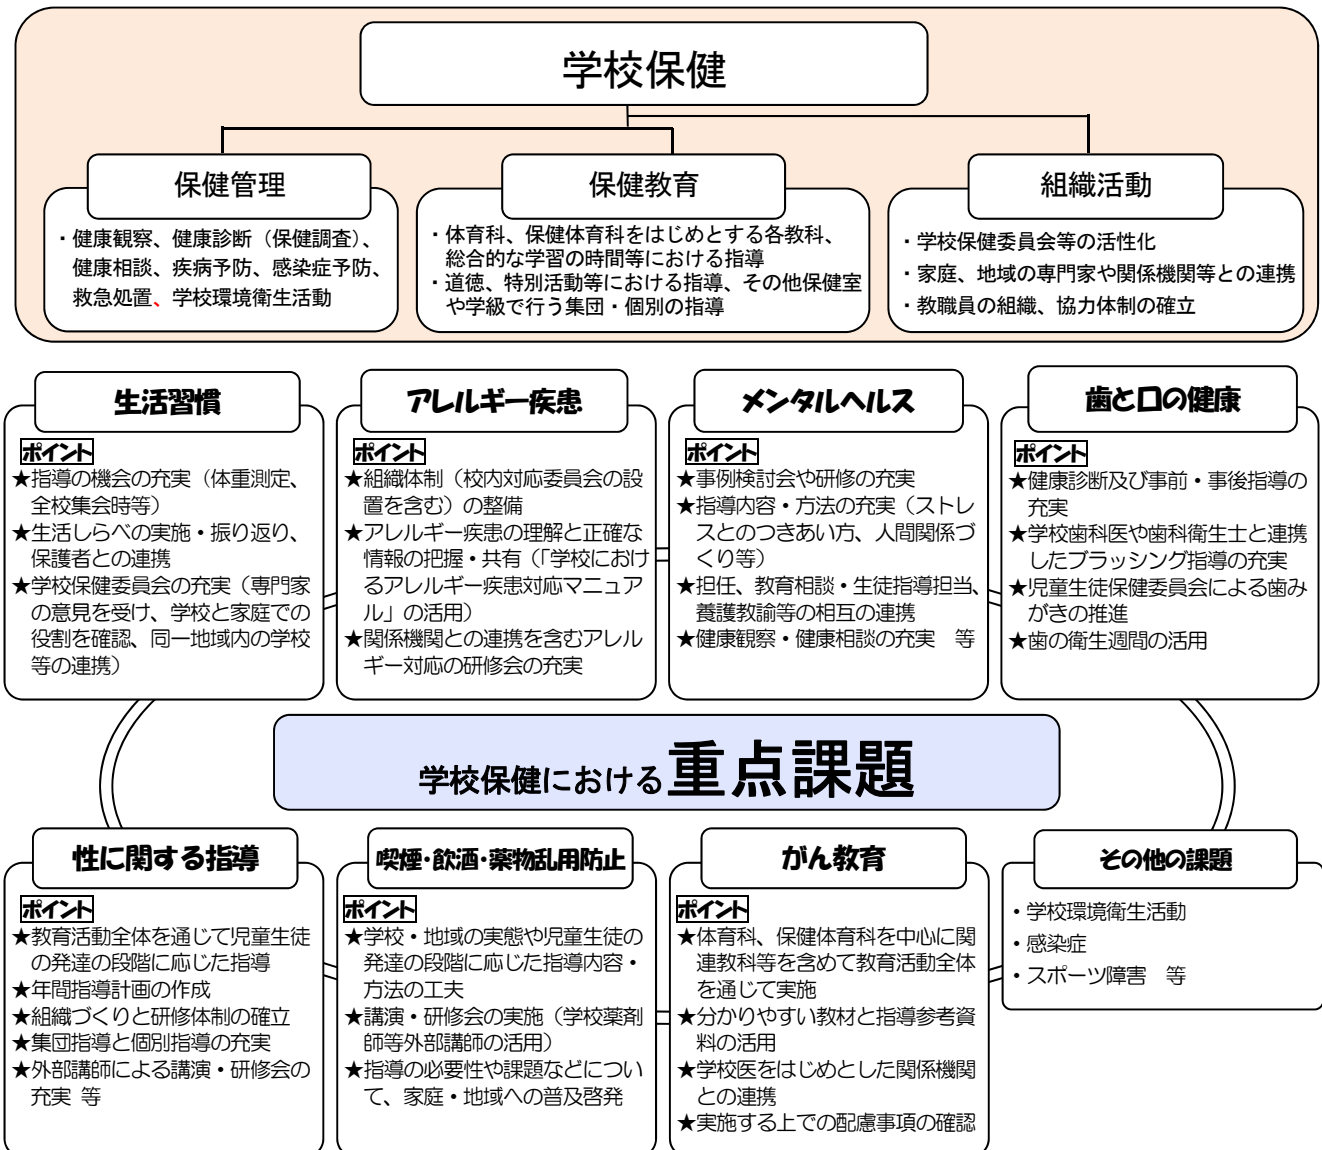 学校保健
保健管理
・健康観察、健康診断（保健調査）、
健康相談、疾病予防、感染症予防、
救急処置、学校環境衛生活動
保健教育
・体育科、保健体育科をはじめとする各教科、
総合的な学習の時間等における指導
・道徳、特別活動等における指導、その他保健室
や学級で行う集団・個別の指導
組織活動
・学校保健委員会等の活性化
・家庭、地域の専門家や関係機関等との連携
・教職員の組織、協力体制の確立
生活習慣
ポイント
★指導の機会の充実（体重測定、
全校集会時等）
★生活しらべの実施・振り返り、
保護者との連携
★学校保健委員会の充実（専門家
の意見を受け、学校と家庭での
役割を確認、同一地域内の学校
等の連携）
アレルギー疾患
ポイント
★組織体制（校内対応委員会の設
置を含む）の整備
★アレルギー疾患の理解と正確な
情報の把握・共有（「学校におけ
るアレルギー疾患対応マニュア
ル」の活用）
★関係機関との連携を含むアレル
ギー対応の研修会の充実
メンタルヘルス
ポイント
★事例検討会や研修の充実
★指導内容・方法の充実（ストレ
スとのつきあい方、人間関係づ
くり等）
★担任、教育相談・生徒指導担当、
養護教諭等の相互の連携
★健康観察・健康相談の充実　等
歯と口の健康
ポイント
★健康診断及び事前・事後指導の
充実
★学校歯科医や歯科衛生士と連携
したブラッシング指導の充実
★児童生徒保健委員会による歯み
がきの推進
★歯の衛生週間の活用
学校保健における重点課題
性に関する指導
ポイント
★教育活動全体を通じて児童生徒
の発達の段階に応じた指導
★年間指導計画の作成
★組織づくりと研修体制の確立
★集団指導と個別指導の充実
★外部講師による講演・研修会の
充実 等
喫煙・飲酒・薬物乱用防止
ポイント
★学校・地域の実態や児童生徒の
発達の段階に応じた指導内容・
方法の工夫
★講演・研修会の実施（学校薬剤
師等外部講師の活用）
★指導の必要性や課題などについ
て、家庭・地域への普及啓発
がん教育
ポイント
★体育科、保健体育科を中心に関
連教科等を含めて教育活動全体
を通じて実施
★分かりやすい教材と指導参考資
料の活用
★学校医をはじめとした関係機関
との連携
★実施する上での配慮事項の確認
その他の課題
・学校環境衛生活動
・感染症
・スポーツ障害　等